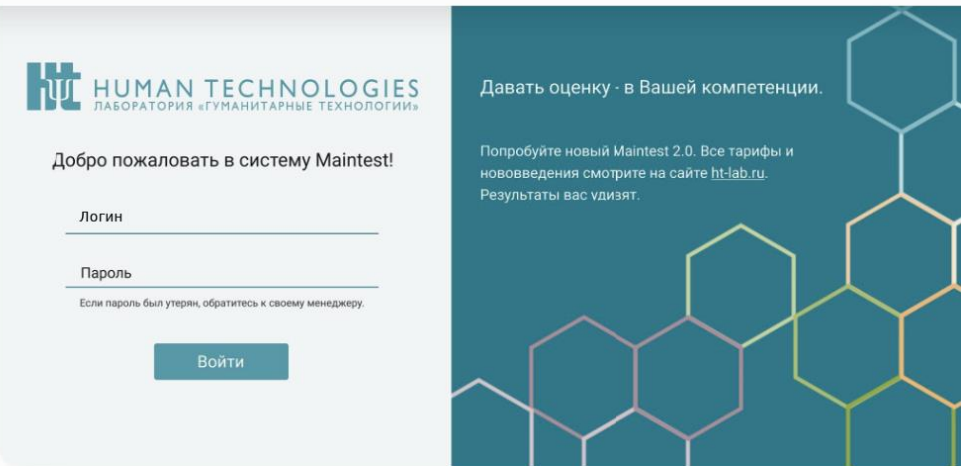 HUMAN TECHNOLOGIES
ЛАБОРАТОРИЯ «ГУМАНИТАРНЫЕ ТЕХНОЛОГИИ»
Добро пожаловать в систему Maintest!
Логин
Пароль
Если пароль был утерян, обратитесь к своему менеджеру.
Войти
Давать оценку - в Вашей компетенции.
Попробуйте новый Maintest 2.0. Все тарифы и
нововведения смотрите на сайте ht-lab.ru.
Результаты вас удивят.